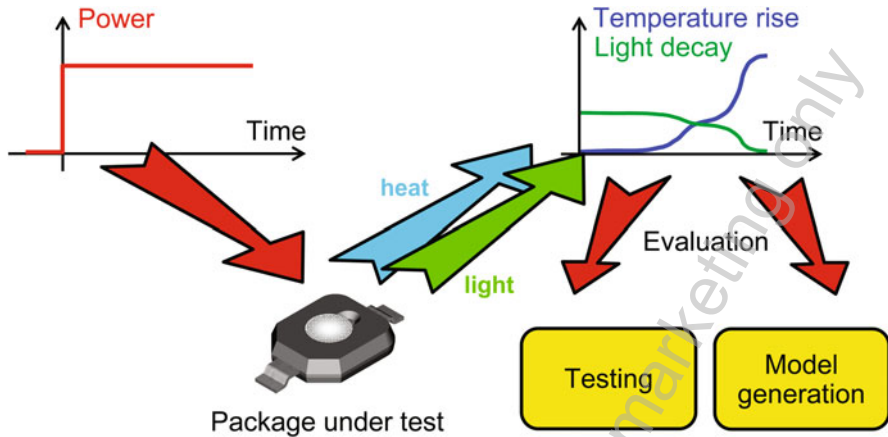 Power
Time
Temperature rise
Light decay
Time
heat
light
Evaluation
Package under test
Testing
Model
generation
marketing only